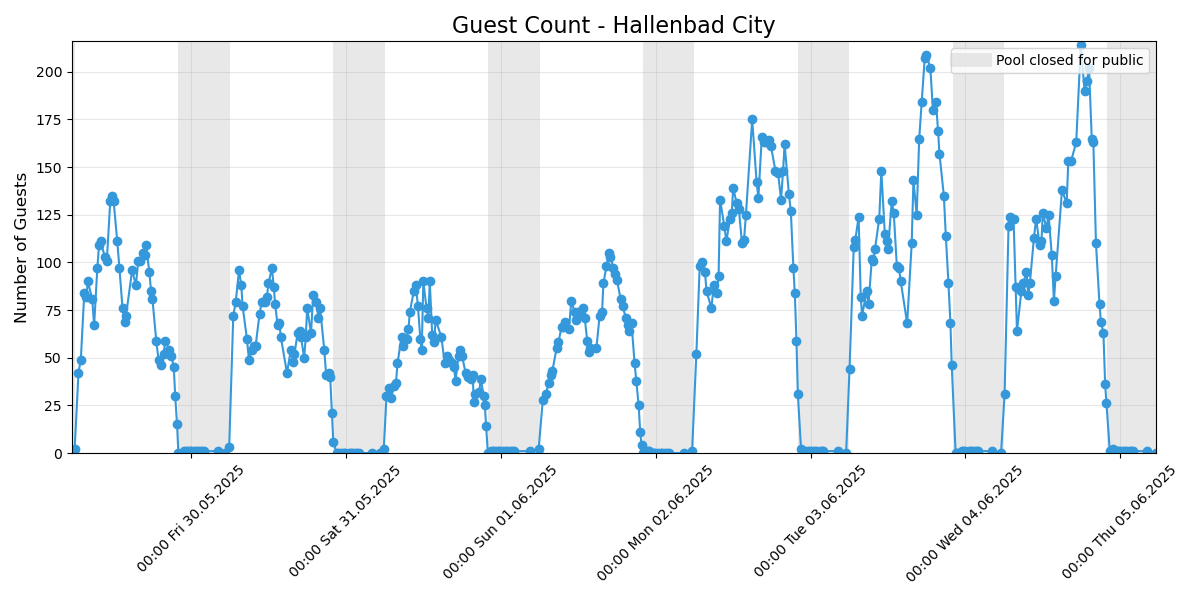 Guest Count - Hallenbad City
Pool closed for public
Number of Guests
200
175
150
125
100
75
50
25
0
00:00 Fri 30.05.2025
00:00 Sat 31.05.2025
00:00 Sun 01.06.2025
00:00 Mon 02.06.2025
00:00 Tue 03.06.2025
00:00 Wed 04.06.2025
00:00 Thu 05.06.2025